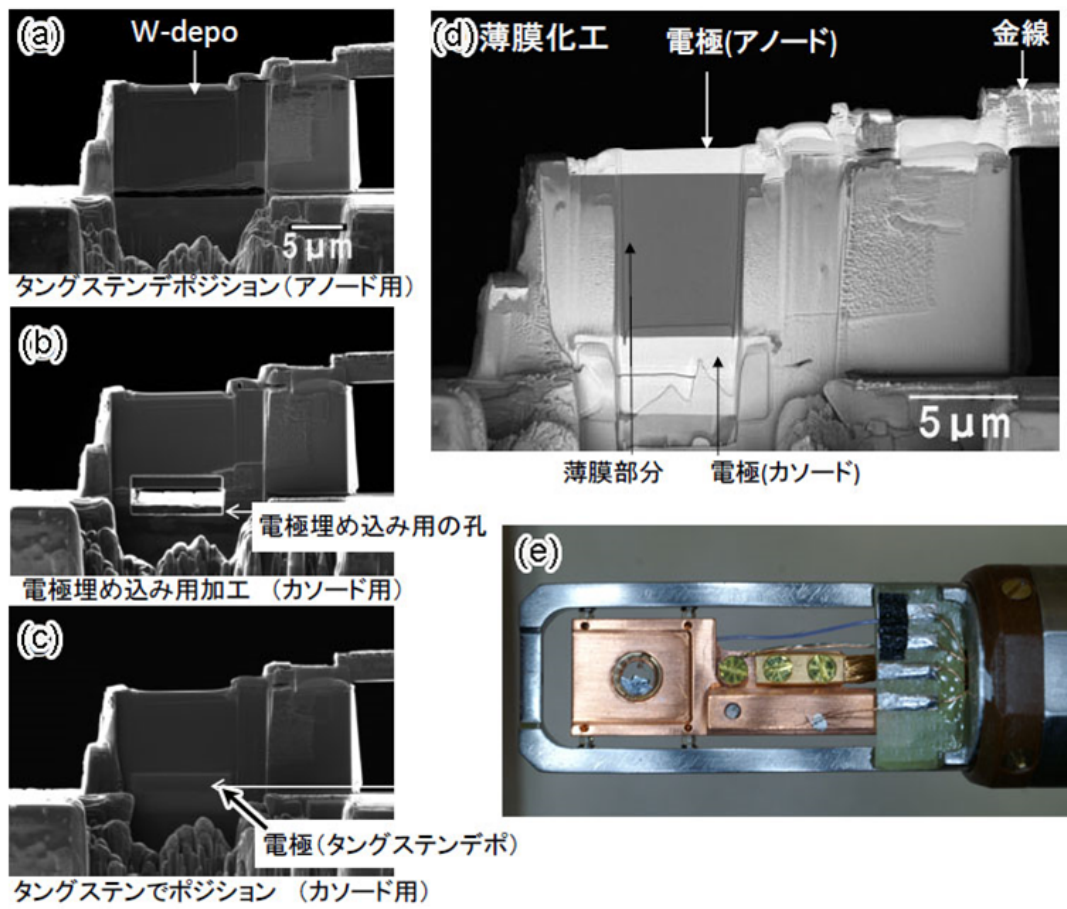 (a)
W-depo
5μm
タングステンデポジション(アノード用)
(b)
電極埋め込み用の孔
電極埋め込み用加工 (カソード用)
(c)
電極(タングステンデポ)
タングステンでポジション (カソード用)
(d)薄膜化工
電極(アノード)
金線
5μm
薄膜部分
電極(カソード)
(e)